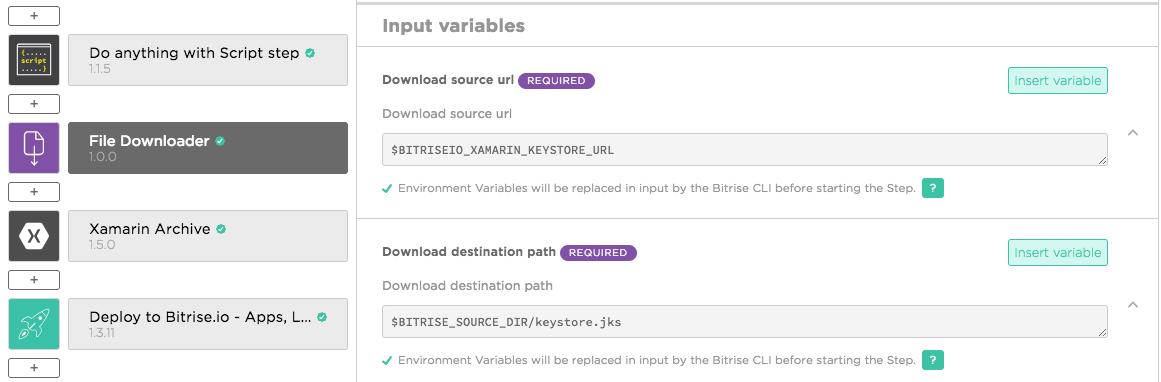 +
{.....
script
.....}
Do anything with Script step
1.1.5
+
File Downloader
1.0.0
+
X
Xamarin Archive
1.5.0
+
Deploy to Bitrise.io - Apps, L...
1.3.11
+
Input variables
Download source url REQUIRED
Insert variable
Download source url
$BITRISEIO_XAMARIN_KEYSTORE_URL
Environment Variables will be replaced in input by the Bitrise CLI before starting the Step. ?
Download destination path REQUIRED
Insert variable
Download destination path
$BITRISE_SOURCE_DIR/keystore.jks
Environment Variables will be replaced in input by the Bitrise CLI before starting the Step. ?